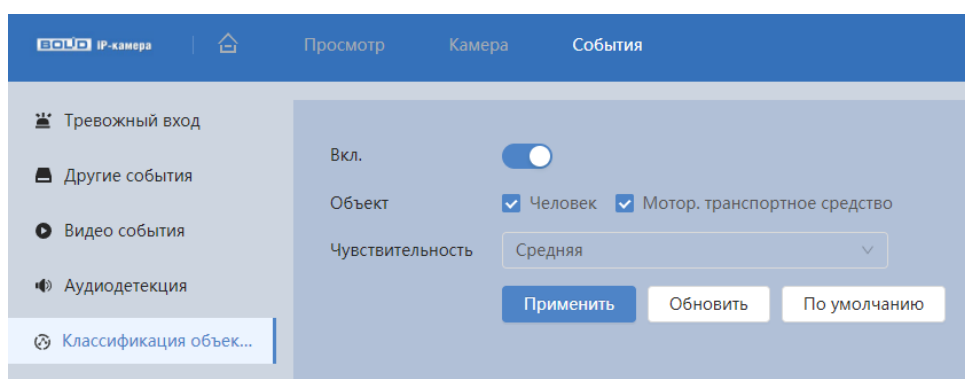 BOLID IP-камера Просмотр Камера События
Тревожный вход
Вкл.
Другие события
Объект Человек Мотор. транспортное средство
Видео события
Чувствительность Средняя
Аудиодетекция
Применить Обновить По умолчанию
Классификация объек...